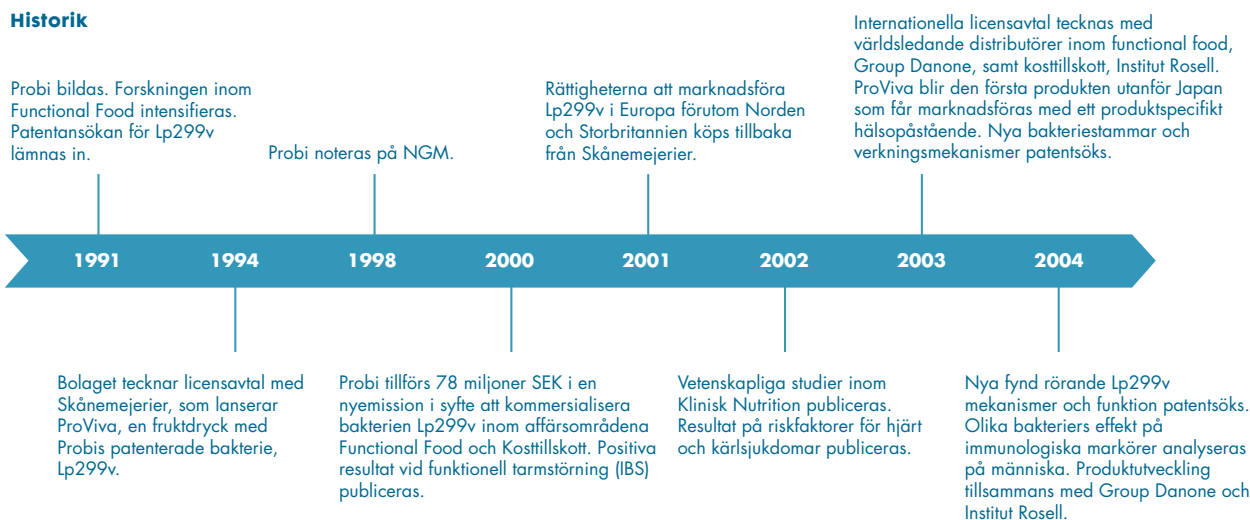 Historik
Probi bildas. Forskningen inom
Functional Food intensifieras.
Patentansökan för Lp299v
lämnas in.
Probi noteras på NGM.
Rättigheterna att marknadsföra
Lp299v i Europa förutom Norden
och Storbritannien köps tillbaka
från Skånemejerier.
Internationella licensavtal tecknas med
världsledande distributörer inom functional food,
Group Danone, samt kosttillskott, Institut Rosell.
ProViva blir den första produkten utanför Japan
som får marknadsföras med ett produktspecifikt
hälsopåstående. Nya bakteriestammar och
verkningsmekanismer patentsöks.
1991 1994 1998 2000 2001 2002 2003 2004
Bolaget tecknar licensavtal med
Skånemejerier, som lanserar
ProViva, en fruktdryck med
Probis patenterade bakterie,
Lp299v.
Probi tillförs 78 miljoner SEK i en
nyemission i syfte att kommersialisera
bakterien Lp299v inom affärsområdena
Functional Food och Kosttillskott. Positiva
resultat vid funktionell tarmstörning (IBS)
publiceras.
Vetenskapliga studier inom
Klinisk Nutrition publiceras.
Resultat på riskfaktorer för hjärt
och kärlsjukdomar publiceras.
Nya fynd rörande Lp299v
mekanismer och funktion patentsöks.
Olika bakteriers effekt på
immunologiska markörer analyseras
på människa. Produktutveckling
tillsammans med Group Danone och
Institut Rosell.